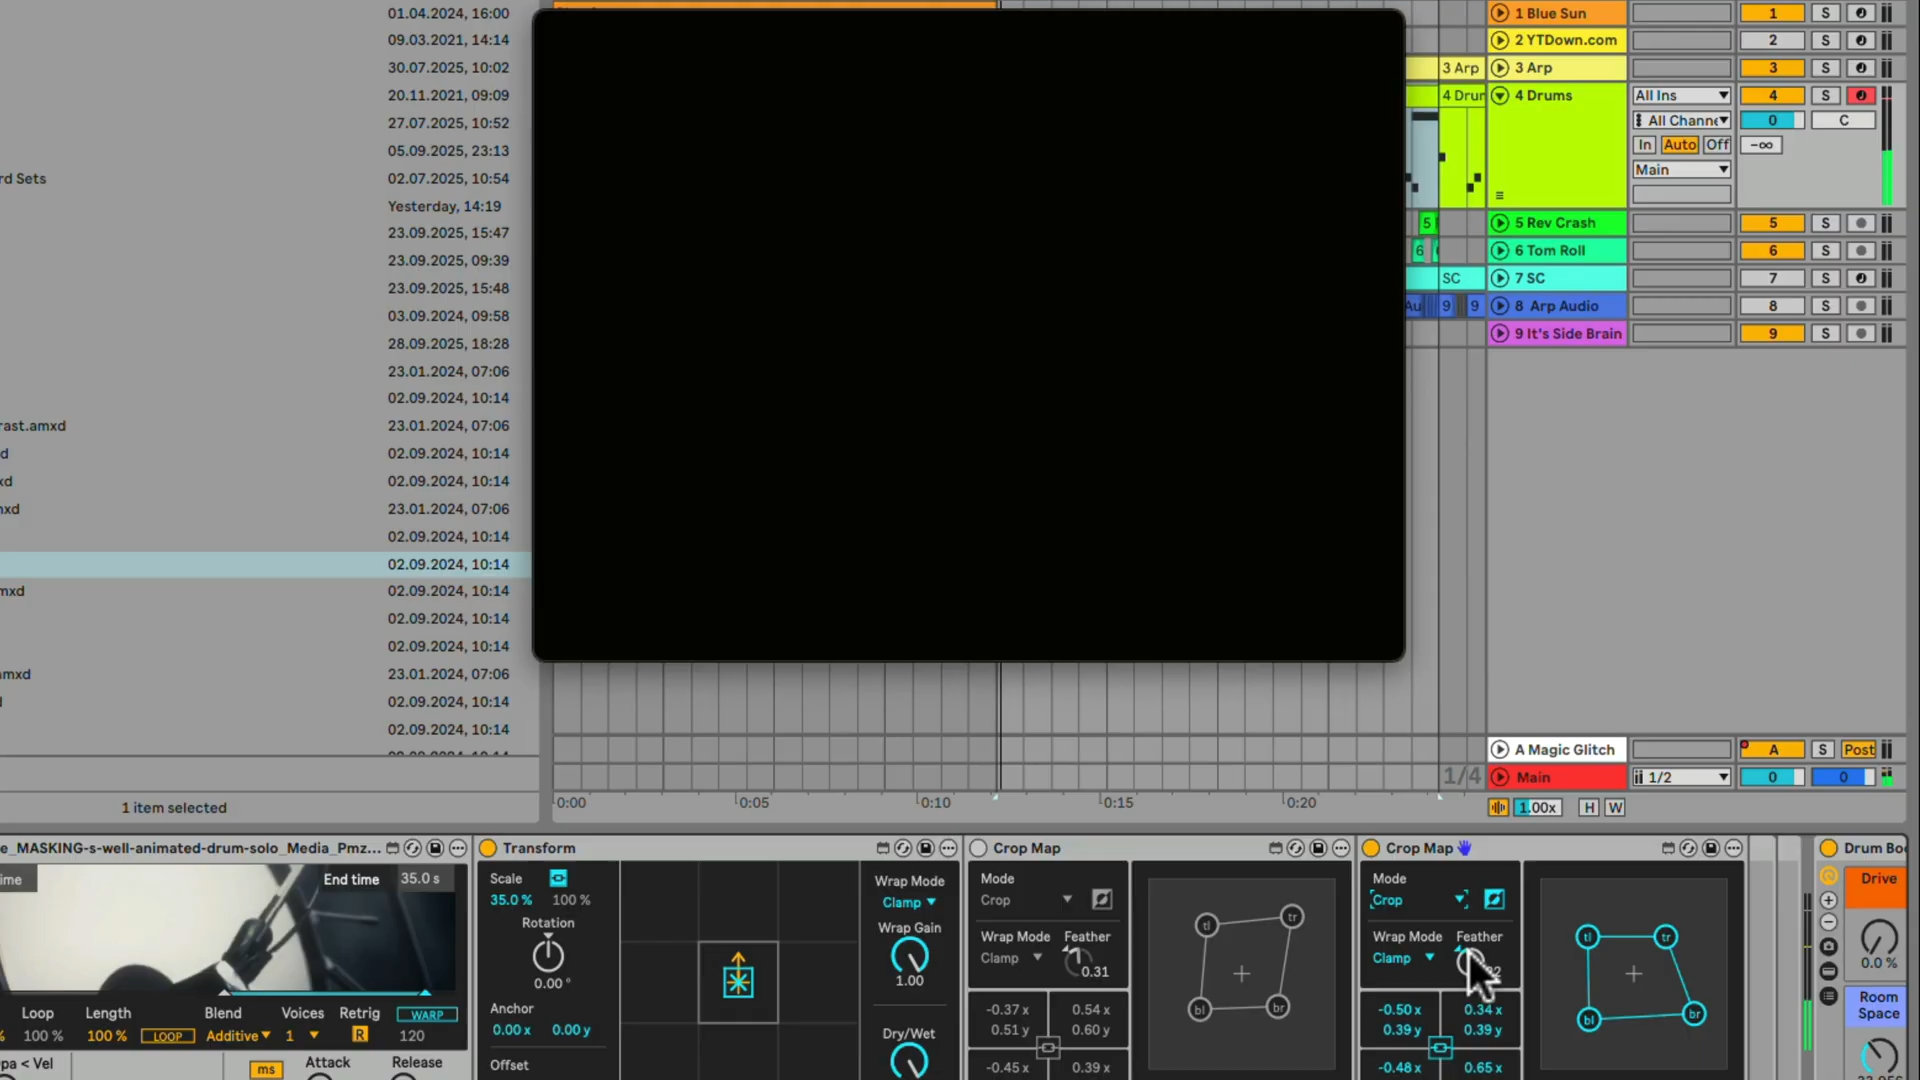 01.04.2024, 16:00
09.03.2021, 14:14
30.07.2025, 10:02
20.11.2021, 09:09
27.07.2025, 10:52
05.09.2025, 23:13
rd Sets 02.07.2025, 10:54
Yesterday, 14:19
23.09.2025, 15:47
23.09.2025, 09:39
23.09.2025, 15:48
03.09.2024, 09:58
28.09.2025, 18:28
23.01.2024, 07:06
02.09.2024, 10:14
rast.amxd 23.01.2024, 07:06
d 02.09.2024, 10:14
xd 02.09.2024, 10:14
nxd 23.01.2024, 07:06
02.09.2024, 10:14
02.09.2024, 10:14
mxd 02.09.2024, 10:14
02.09.2024, 10:14
02.09.2024, 10:14
amxd 23.01.2024, 07:06
02.09.2024, 10:14
02.09.2024, 10:14
1 item selected
1 Blue Sun 1 S
2 YTDown.com 2 S
3 Arp 3 Arp 3 S
4 Drum 4 Drums All Ins 4 S
All Channe 0 C
In Auto Off -∞
Main
5 5 Rev Crash 5 S
6 6 Tom Roll 6 S
SC 7 SC 7 S
Au 9 9 8 Arp Audio 8 S
9 It's Side Brain 9 S
A Magic Glitch A S Post
1/4 Main 1/2 0 0
0:00 0:05 0:10 0:15 0:20 1.00x H W
e_MASKING-s-well-animated-drum-solo_Media_Pmz...
ime End time 35.0 s
Loop Length Blend Voices Retrig WARP
% 100 % 100 % LOOP Additive 1 R 120
pa < Vel ms Attack Release
Transform
Scale
35.0 % 100 %
Rotation
0.00 °
Anchor
0.00 x 0.00 y
Offset
Wrap Mode
Clamp
Wrap Gain
1.00
Dry/Wet
Crop Map
Mode
Crop
Wrap Mode Feather
Clamp 0.31
-0.37 x 0.54 x
0.51 y 0.60 y
-0.45 x 0.39 x
tl tr
bl br
Crop Map
Mode
Crop
Wrap Mode Feather
Clamp
-0.50 x 0.34 x
0.39 y 0.39 y
-0.48 x 0.65 x
tl tr
bl br
Drum Bo
Drive
0.0 %
Room
Space